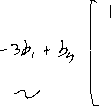 -3b₁ + b₃